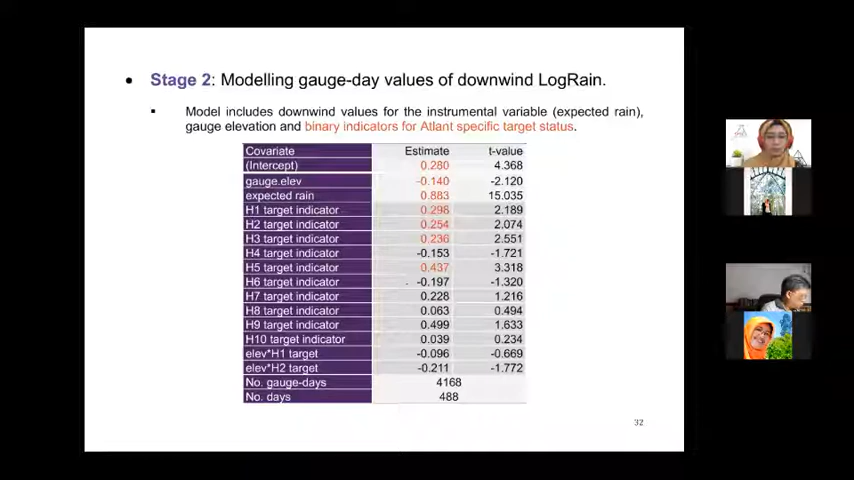 Stage 2: Modelling gauge-day values of downwind LogRain.
Model includes downwind values for the instrumental variable (expected rain),
gauge elevation and binary indicators for Atlant specific target status.
Covariate Estimate t-value
(Intercept) 0.280 4.368
gauge.elev -0.140 -2.120
expected rain 0.883 15.035
H1 target indicator 0.298 2.189
H2 target indicator 0.254 2.074
H3 target indicator 0.236 2.551
H4 target indicator -0.153 -1.721
H5 target indicator 0.437 3.318
H6 target indicator -0.197 -1.320
H7 target indicator 0.228 1.216
H8 target indicator 0.063 0.494
H9 target indicator 0.499 1.633
H10 target indicator 0.039 0.234
elev*H1 target -0.096 -0.669
elev*H2 target -0.211 -1.772
No. gauge-days 4168
No. days 488
32